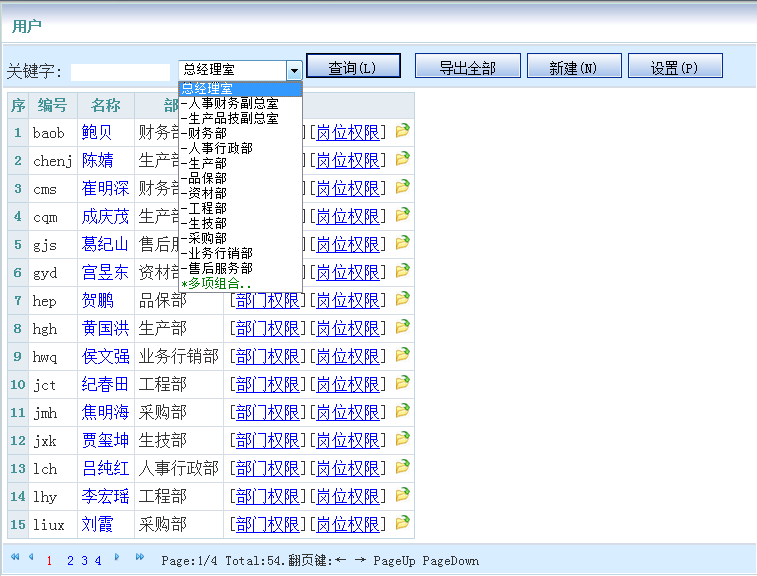 用户
关键字: 总经理室 查询(L) 导出全部 新建(N) 设置(P)
总经理室
-人事财务副总室
-生产品技副总室
-财务部
-人事行政部
-生产部
-品保部
-资材部
-工程部
-生技部
-采购部
-业务行销部
-售后服务部
*多项组合..
序 编号 名称 部
1 baob 鲍贝 财务部 ][岗位权限]
2 chenj 陈婧 生产部 ][岗位权限]
3 cms 崔明深 财务部 ][岗位权限]
4 cqm 成庆茂 生产部 ][岗位权限]
5 gjs 葛纪山 售后服 ][岗位权限]
6 gyd 宫昱东 资材部 ][岗位权限]
7 hep 贺鹏 品保部 [部门权限][岗位权限]
8 hgh 黄国洪 生产部 [部门权限][岗位权限]
9 hwq 侯文强 业务行销部 [部门权限][岗位权限]
10 jct 纪春田 工程部 [部门权限][岗位权限]
11 jmh 焦明海 采购部 [部门权限][岗位权限]
12 jxk 贾玺坤 生技部 [部门权限][岗位权限]
13 lch 吕纯红 人事行政部 [部门权限][岗位权限]
14 lhy 李宏瑶 工程部 [部门权限][岗位权限]
15 liux 刘霞 采购部 [部门权限][岗位权限]
1 2 3 4 Page:1/4 Total:54.翻页键:← → PageUp PageDown